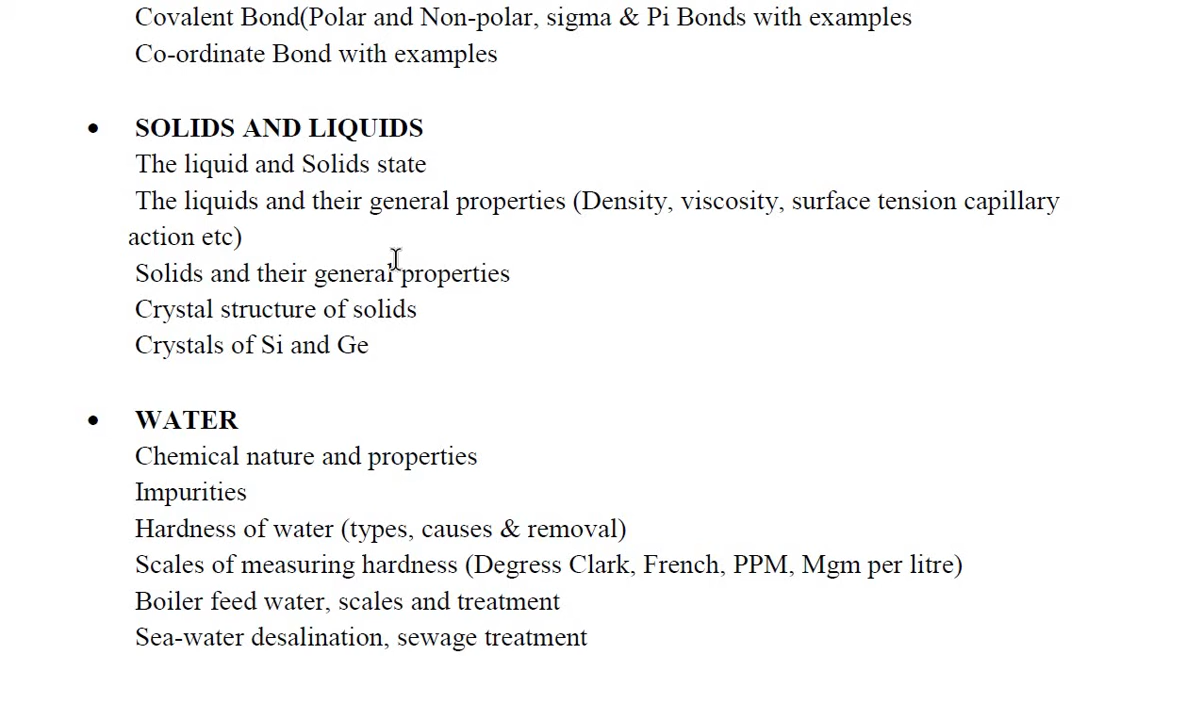 Covalent Bond(Polar and Non-polar, sigma & Pi Bonds with examples
Co-ordinate Bond with examples
• SOLIDS AND LIQUIDS
The liquid and Solids state
The liquids and their general properties (Density, viscosity, surface tension capillary
action etc)
Solids and their general properties
Crystal structure of solids
Crystals of Si and Ge
• WATER
Chemical nature and properties
Impurities
Hardness of water (types, causes & removal)
Scales of measuring hardness (Degress Clark, French, PPM, Mgm per litre)
Boiler feed water, scales and treatment
Sea-water desalination, sewage treatment